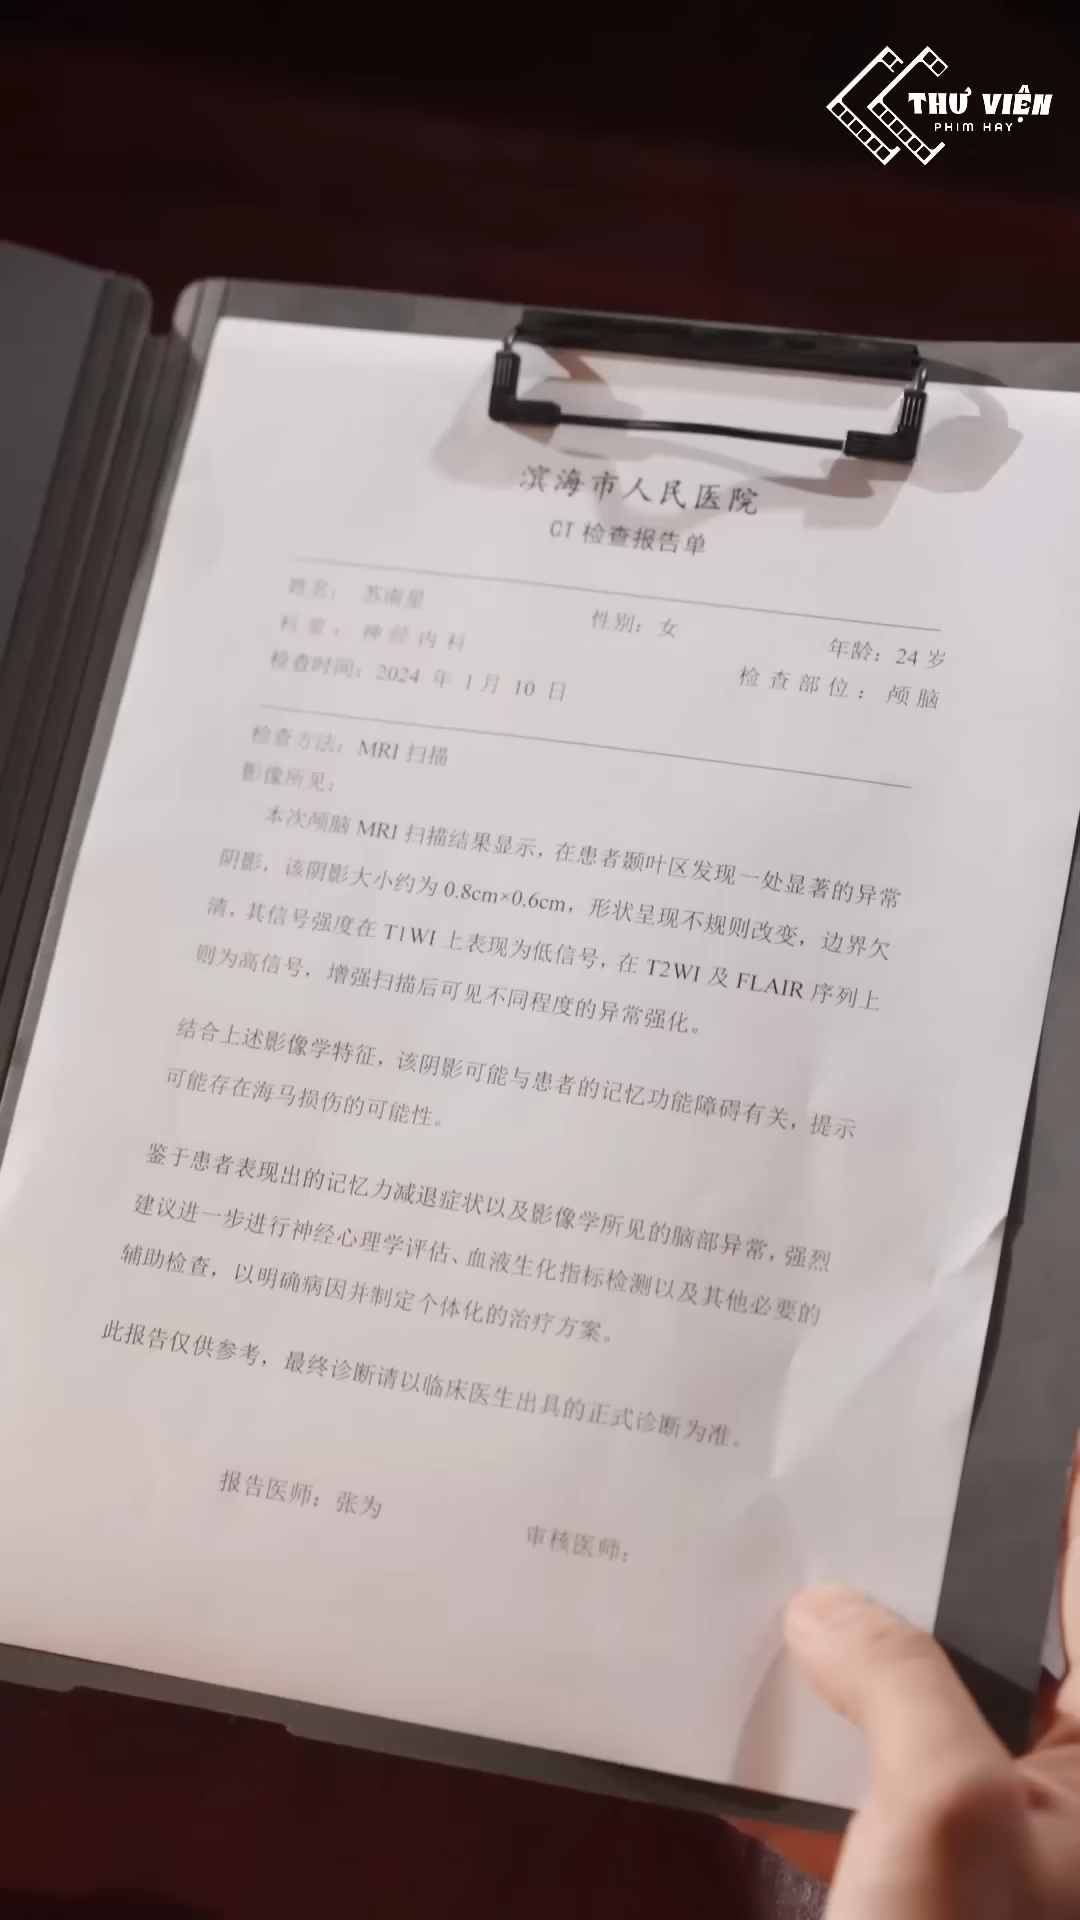 THƯ VIỆN
PHIM HAY
滨海市人民医院
CT 检查报告单
姓名： 苏南星 性别：女 年龄：24 岁
科室：神经内科 检查部位：颅脑
检查时间：2024 年 1 月 10 日
检查方法：MRI 扫描
影像所见：
本次颅脑 MRI 扫描结果显示，在患者颞叶区发现一处显著的异常
阴影，该阴影大小约为 0.8cm×0.6cm，形状呈现不规则改变，边界欠
清，其信号强度在 T1WI 上表现为低信号，在 T2WI 及 FLAIR 序列上
则为高信号，增强扫描后可见不同程度的异常强化。
结合上述影像学特征，该阴影可能与患者的记忆功能障碍有关，提示
可能存在海马损伤的可能性。
鉴于患者表现出的记忆力减退症状以及影像学所见的脑部异常，强烈
建议进一步进行神经心理学评估、血液生化指标检测以及其他必要的
辅助检查，以明确病因并制定个体化的治疗方案。
此报告仅供参考，最终诊断请以临床医生出具的正式诊断为准。
报告医师：张为
审核医师：